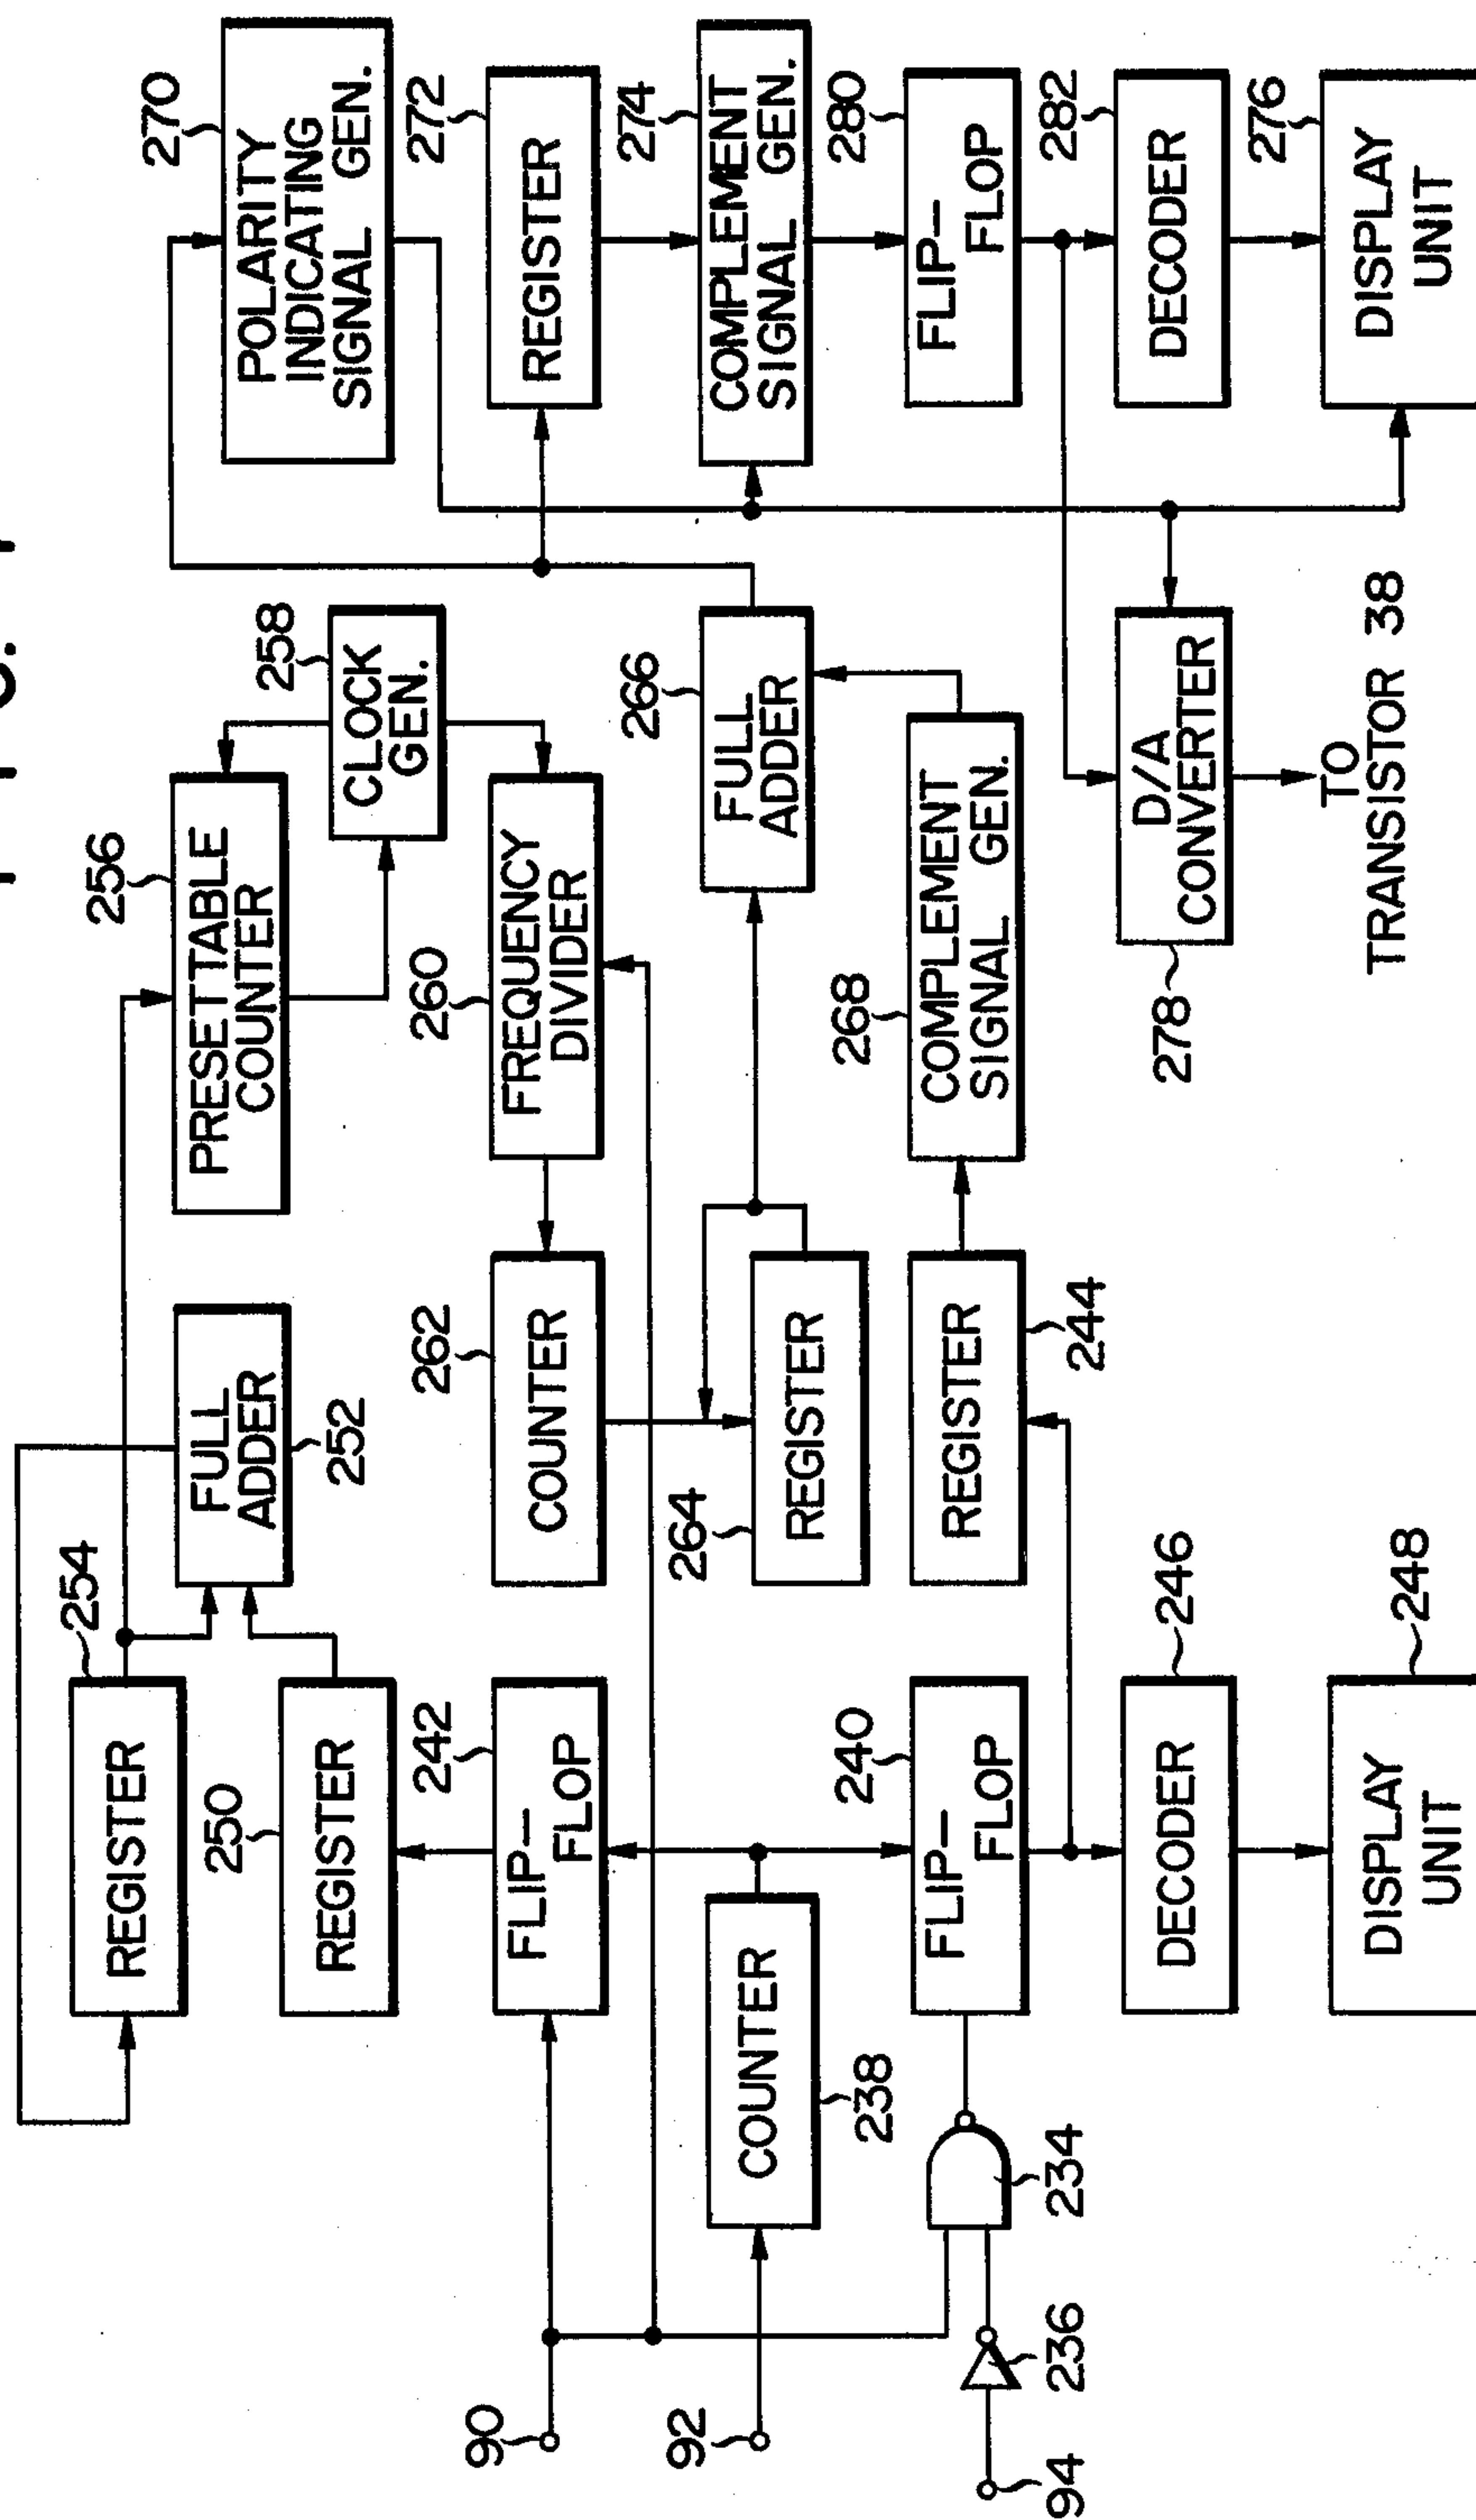 254
REGISTER
250
REGISTER
242
FLIP-
FLOP
90
92
COUNTER
238
240
FLIP-
FLOP
94
236
234
246
DECODER
248
DISPLAY
UNIT
FULL
ADDER
252
256
PRESETTABLE
COUNTER
258
CLOCK
GEN.
260
FREQUENCY
DIVIDER
262
COUNTER
264
REGISTER
REGISTER
244
266
FULL
ADDER
268
COMPLEMENT
SIGNAL GEN.
278
D/A
CONVERTER
TO
TRANSISTOR 38
270
POLARITY
INDICATING
SIGNAL GEN.
272
REGISTER
274
COMPLEMENT
SIGNAL GEN.
280
FLIP-
FLOP
282
DECODER
276
DISPLAY
UNIT